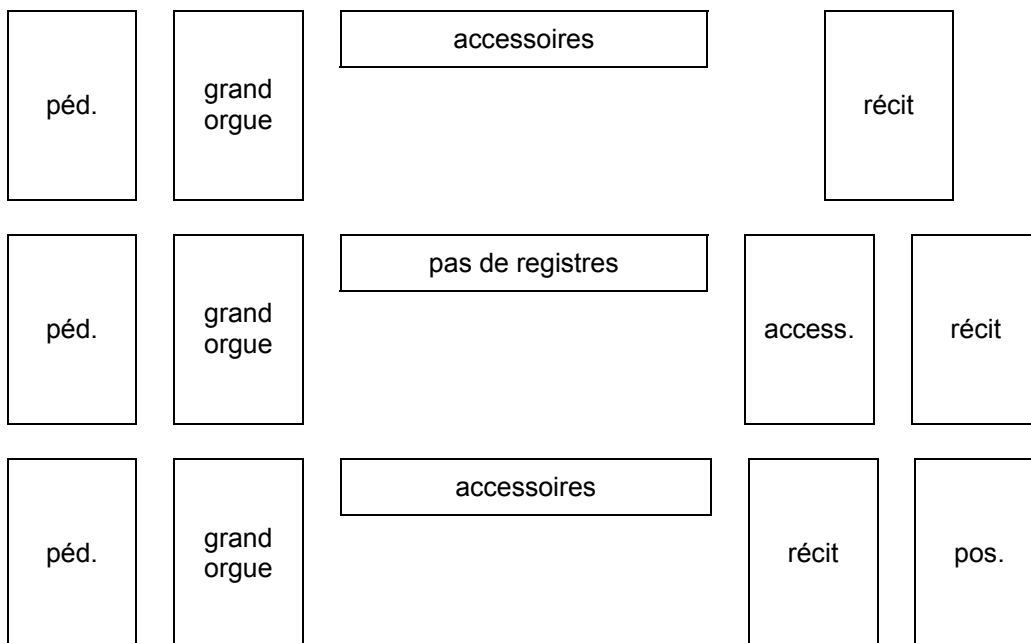 péd.
grand
orgue
accessoires
récit
péd.
grand
orgue
pas de registres
access.
récit
péd.
grand
orgue
accessoires
récit
pos.